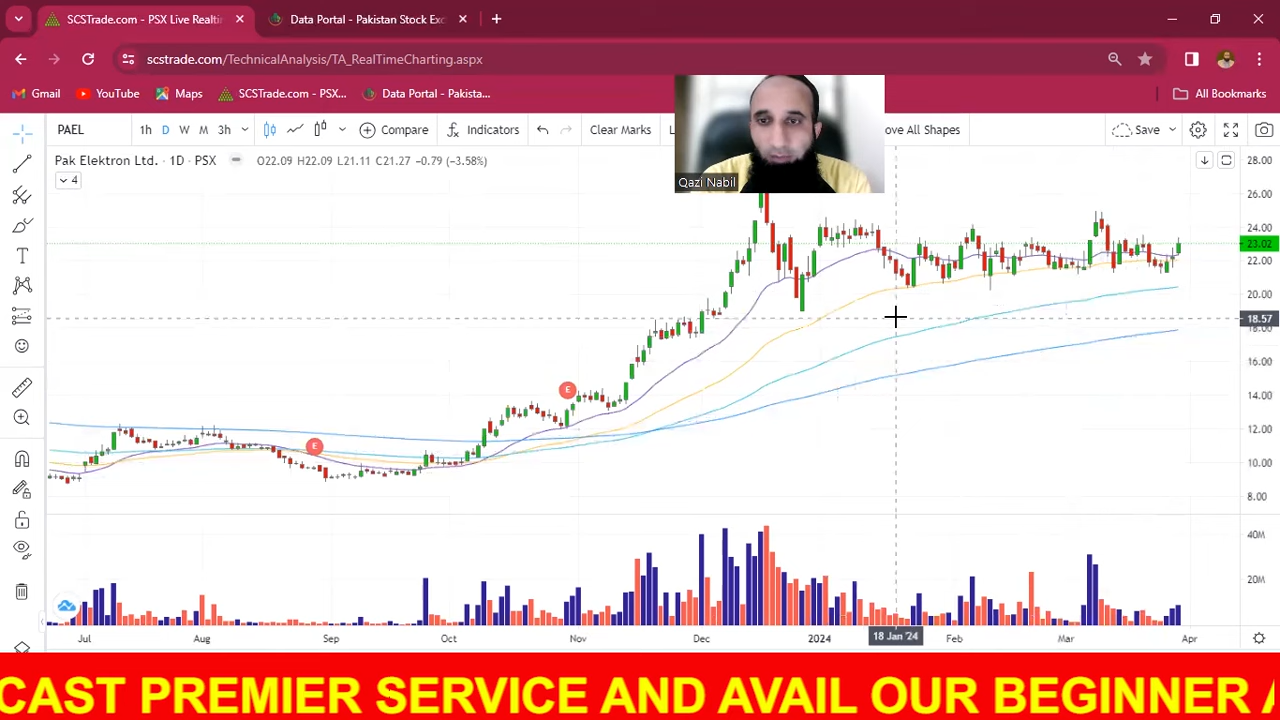 SCSTrade.com - PSX Live Realti
Data Portal - Pakistan Stock Exc
scstrade.com/TechnicalAnalysis/TA_RealTimeCharting.aspx
Gmail YouTube Maps SCSTrade.com - PSX... Data Portal - Pakista... All Bookmarks
PAEL 1h D W M 3h Compare Indicators Clear Marks L ove All Shapes Save
Pak Elektron Ltd. · 1D · PSX O22.09 H22.09 L21.11 C21.27 -0.79 (-3.58%)
4
Qazi Nabil
28.00
26.00
24.00
23.02
22.00
20.00
18.57
18.00
16.00
14.00
12.00
10.00
8.00
E
E
40M
20M
Jul Aug Sep Oct Nov Dec 2024 18 Jan '24 Feb Mar Apr
CAST PREMIER SERVICE AND AVAIL OUR BEGINNER A